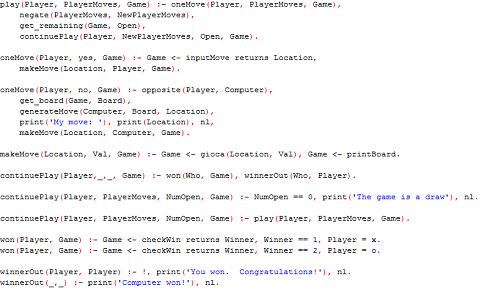 play(Player, PlayerMoves, Game) :- oneMove(Player, PlayerMoves, Game),
negate(PlayerMoves, NewPlayerMoves),
get_remaining(Game, Open),
continuePlay(Player, NewPlayerMoves, Open, Game).
oneMove(Player, yes, Game) :- Game <- inputMove returns Location,
makeMove(Location, Player, Game).
oneMove(Player, no, Game) :- opposite(Player, Computer),
get_board(Game, Board),
generateMove(Computer, Board, Location),
print('My move: '), print(Location), nl,
makeMove(Location, Computer, Game).
makeMove(Location, Val, Game) :- Game <- gioca(Location, Val), Game <- printBoard.
continuePlay(Player,_,_, Game) :- won(Who, Game), winnerOut(Who, Player).
continuePlay(Player, PlayerMoves, NumOpen, Game) :- NumOpen == 0, print('The game is a draw'), nl.
continuePlay(Player, PlayerMoves, NumOpen, Game) :- play(Player, PlayerMoves, Game).
won(Player, Game) :- Game <- checkWin returns Winner, Winner == 1, Player = x.
won(Player, Game) :- Game <- checkWin returns Winner, Winner == 2, Player = o.
winnerOut(Player, Player) :- !, print('You won.  Congratulations!'), nl.
winnerOut(_,_) :- print('Computer won!'), nl.